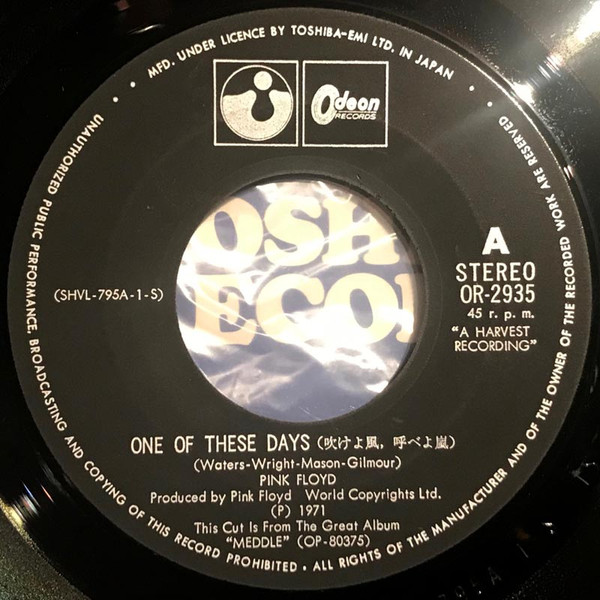 MFD. UNDER LICENCE BY TOSHIBA-EMI LTD. IN JAPAN
Odeon
RECORDS
OSH
ECO
A
STEREO
OR-2935
45 r. p. m.
"A HARVEST
RECORDING"
(SHVL-795A-1-S)
ONE OF THESE DAYS (吹けよ風, 呼べよ嵐)
(Waters-Wright-Mason-Gilmour)
PINK FLOYD
Produced by Pink Floyd World Copyrights Ltd.
(P) 1971
This Cut Is From The Great Album
"MEDDLE" (OP-80375)
UNAUTHORIZED PUBLIC PERFORMANCE, BROADCASTING AND COPYING OF THIS RECORD PROHIBITED · ALL RIGHTS OF THE MANUFACTURER AND OF THE OWNER OF THE RECORDED WORK ARE RESERVED